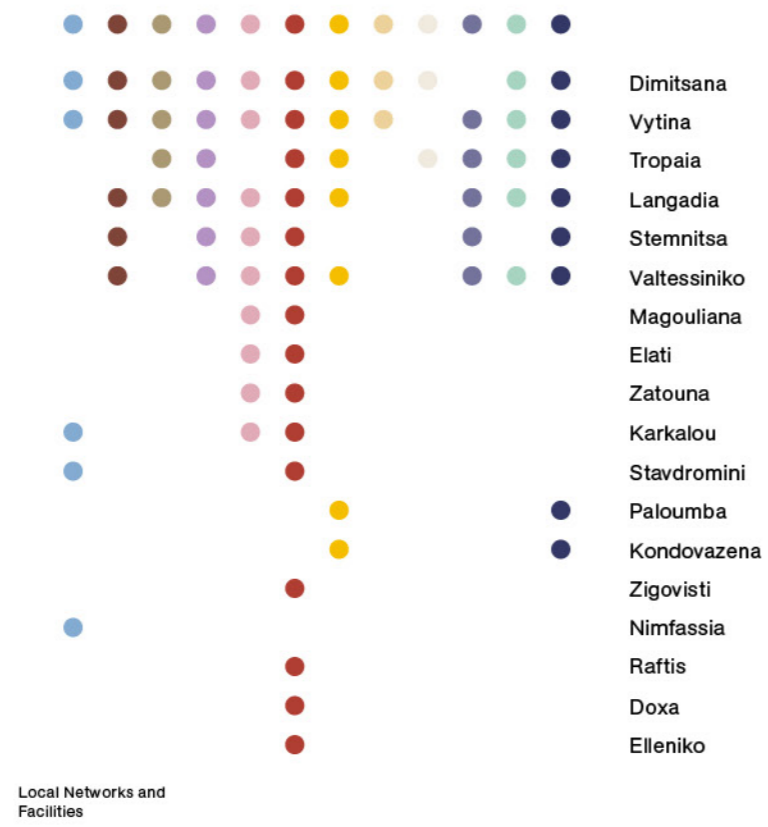 Dimitsana
Vytina
Tropaia
Langadia
Stemnitsa
Valtessiniko
Magouliana
Elati
Zatouna
Karkalou
Stavdromini
Paloumba
Kondovazena
Zigovisti
Nimfassia
Raftis
Doxa
Elleniko
Local Networks and
Facilities